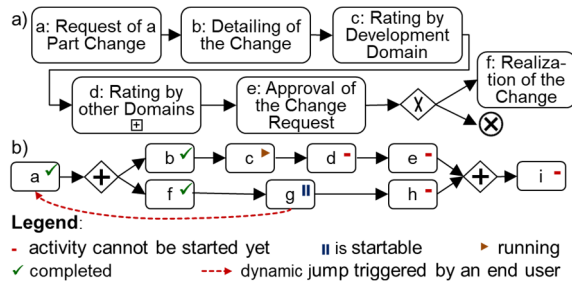 a)
a: Request of a
Part Change
b: Detailing of
the Change
c: Rating by
Development
Domain
d: Rating by
other Domains
e: Approval of
the Change
Request
X
f: Realiza-
tion of the
Change
b)
a
b
c
d
e
f
g
h
i
Legend:
- activity cannot be started yet
is startable
running
completed
dynamic jump triggered by an end user